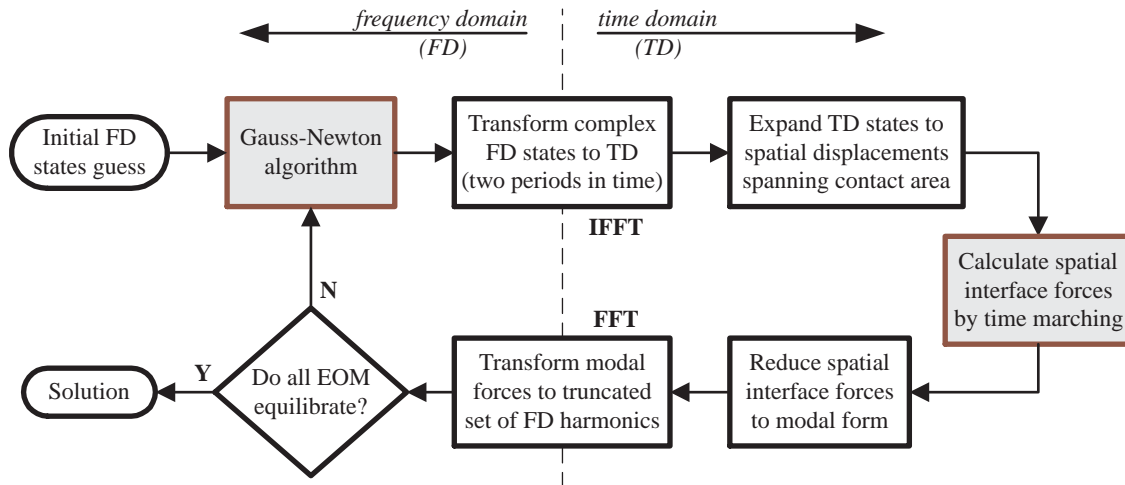 frequency domain
(FD)
time domain
(TD)
Initial FD
states guess
Gauss-Newton
algorithm
Transform complex
FD states to TD
(two periods in time)
Expand TD states to
spatial displacements
spanning contact area
IFFT
Calculate spatial
interface forces
by time marching
N
FFT
Solution
Y
Do all EOM
equilibrate?
Transform modal
forces to truncated
set of FD harmonics
Reduce spatial
interface forces
to modal form